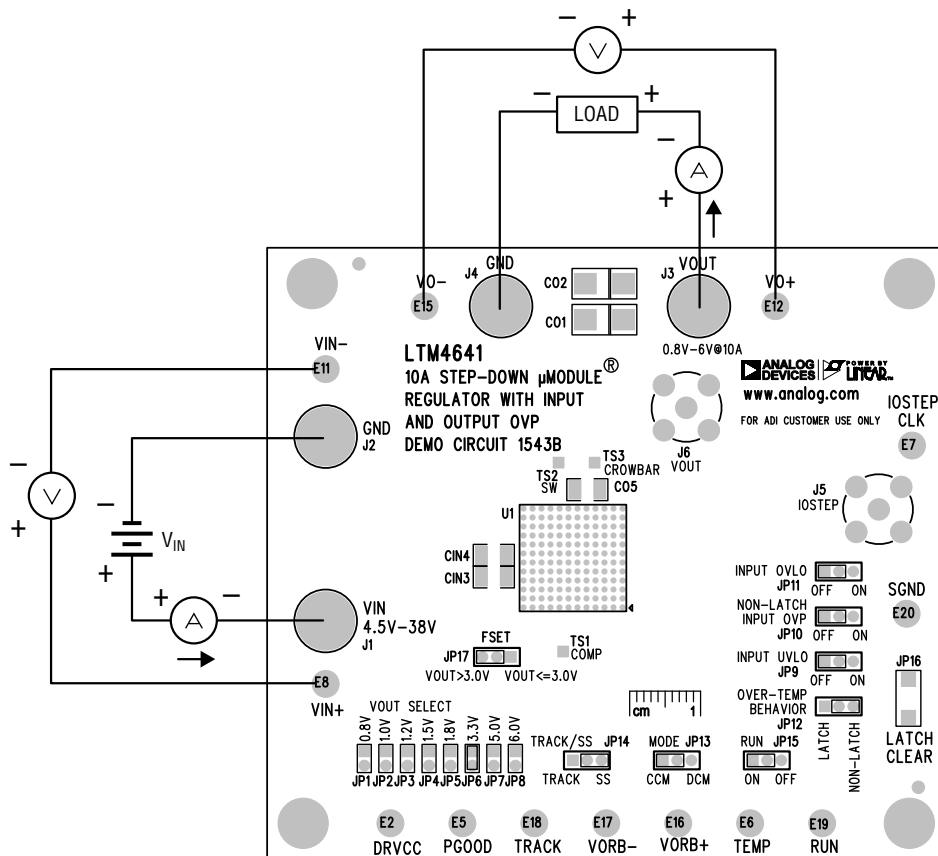 - +
V
- +
LOAD
-
A
+
GND
J4
VO-
E15
CO2
CO1
VOUT
J3
VO+
E12
0.8V-6V@10A
VIN-
E11
LTM4641
10A STEP-DOWN µMODULE®
REGULATOR WITH INPUT
AND OUTPUT OVP
DEMO CIRCUIT 1543B
ANALOG
DEVICES
POWER BY
LINEAR™
www.analog.com
FOR ADI CUSTOMER USE ONLY
IOSTEP
CLK
E7
GND
J2
J6
VOUT
TS3
CROWBAR
TS2
SW
CO5
J5
IOSTEP
-
V
+
-
VIN
+
+ -
A
U1
CIN4
CIN3
VIN
4.5V-38V
J1
E8
VIN+
FSET
JP17
VOUT>3.0V VOUT<=3.0V
TS1
COMP
INPUT OVLO
JP11
OFF ON
NON-LATCH
INPUT OVP
JP10
OFF ON
INPUT UVLO
JP9
OFF ON
OVER-TEMP
BEHAVIOR
JP12
LATCH
NON-LATCH
SGND
E20
JP16
LATCH
CLEAR
cm 1
VOUT SELECT
0.8V 1.0V 1.2V 1.5V 1.8V 3.3V 5.0V 6.0V
JP1 JP2 JP3 JP4 JP5 JP6 JP7 JP8
TRACK/SS JP14
TRACK SS
MODE JP13
CCM DCM
RUN JP15
ON OFF
E2 E5 E18 E17 E16 E6 E19
DRVCC PGOOD TRACK VORB- VORB+ TEMP RUN